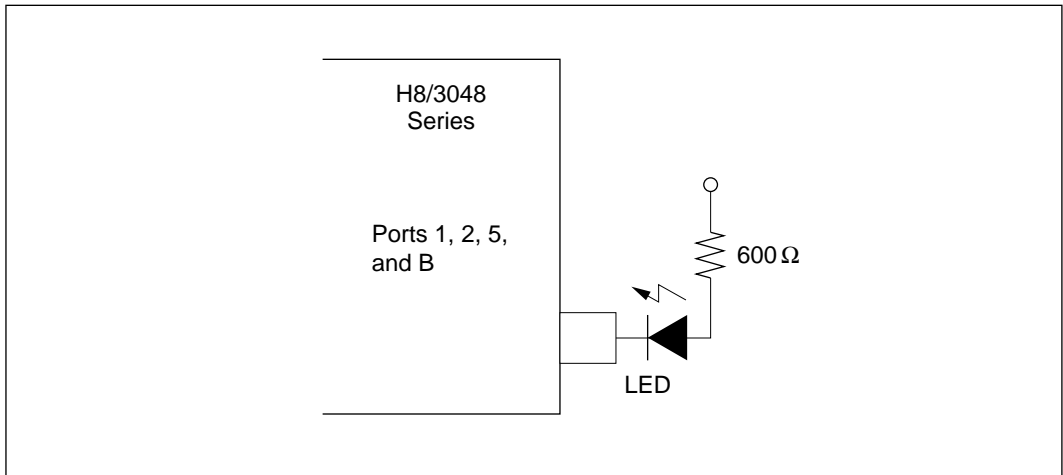 H8/3048
Series
Ports 1, 2, 5,
and B
600 Ω
LED